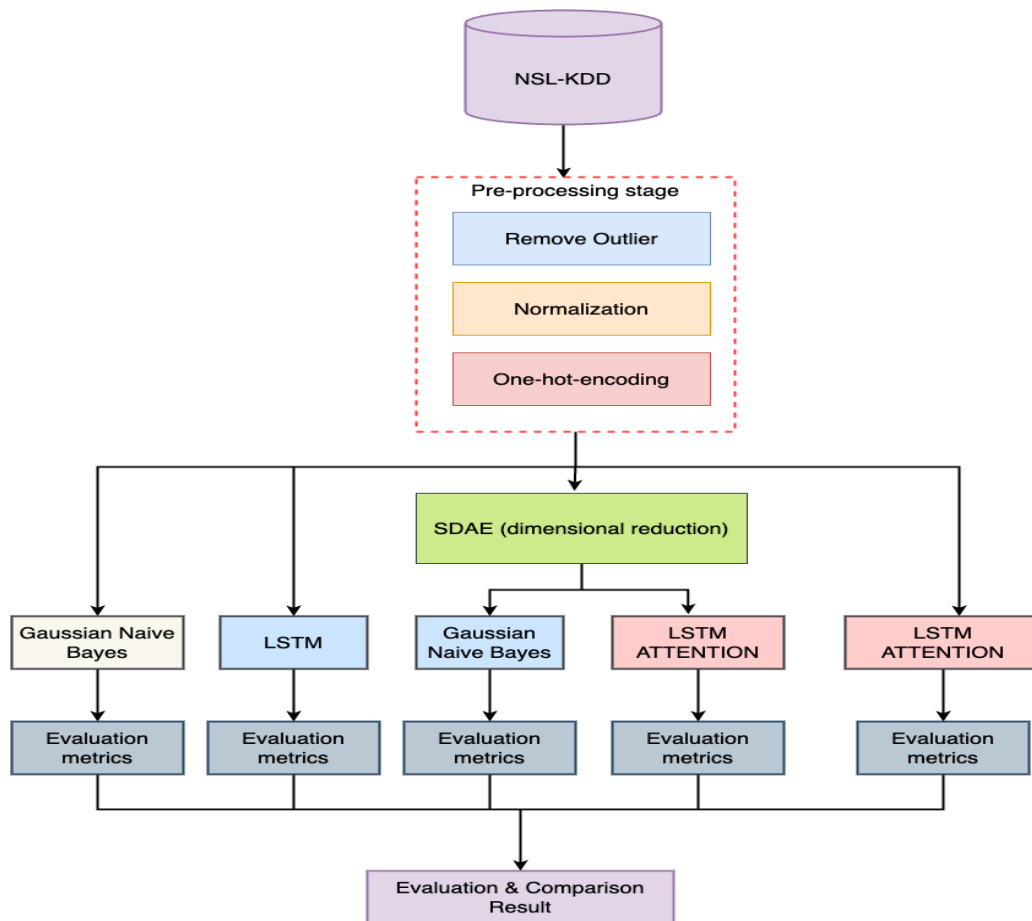 NSL-KDD
Pre-processing stage
Remove Outlier
Normalization
One-hot-encoding
SDAE (dimensional reduction)
Gaussian Naive
Bayes
LSTM
Gaussian
Naive Bayes
LSTM
ATTENTION
LSTM
ATTENTION
Evaluation
metrics
Evaluation
metrics
Evaluation
metrics
Evaluation
metrics
Evaluation
metrics
Evaluation & Comparison
Result